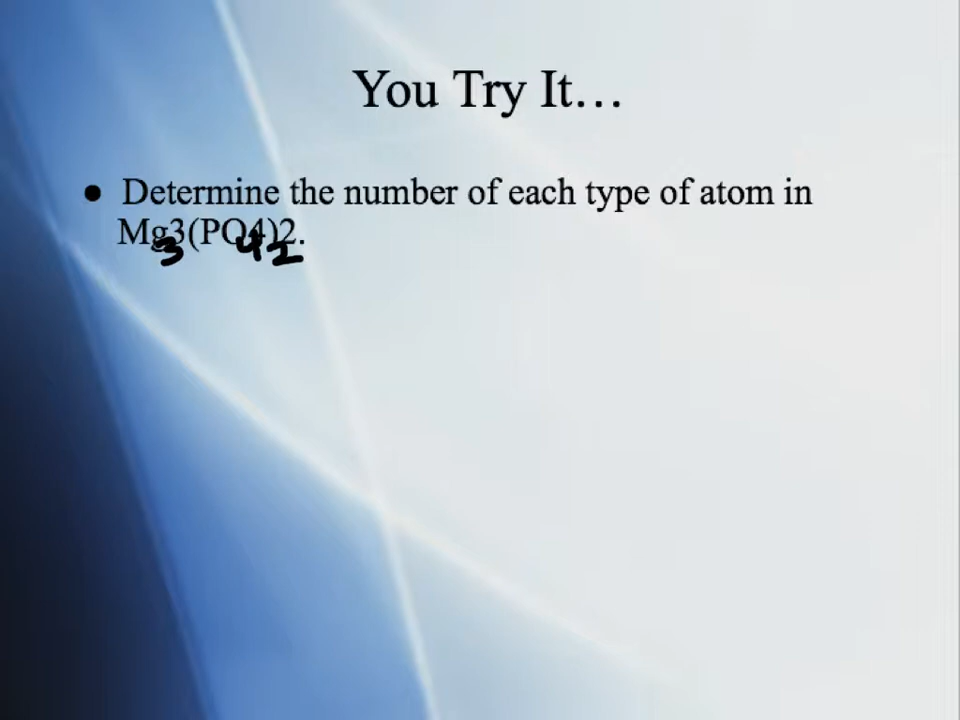 You Try It…
● Determine the number of each type of atom in
Mg3(PO4)2.
3 4 2